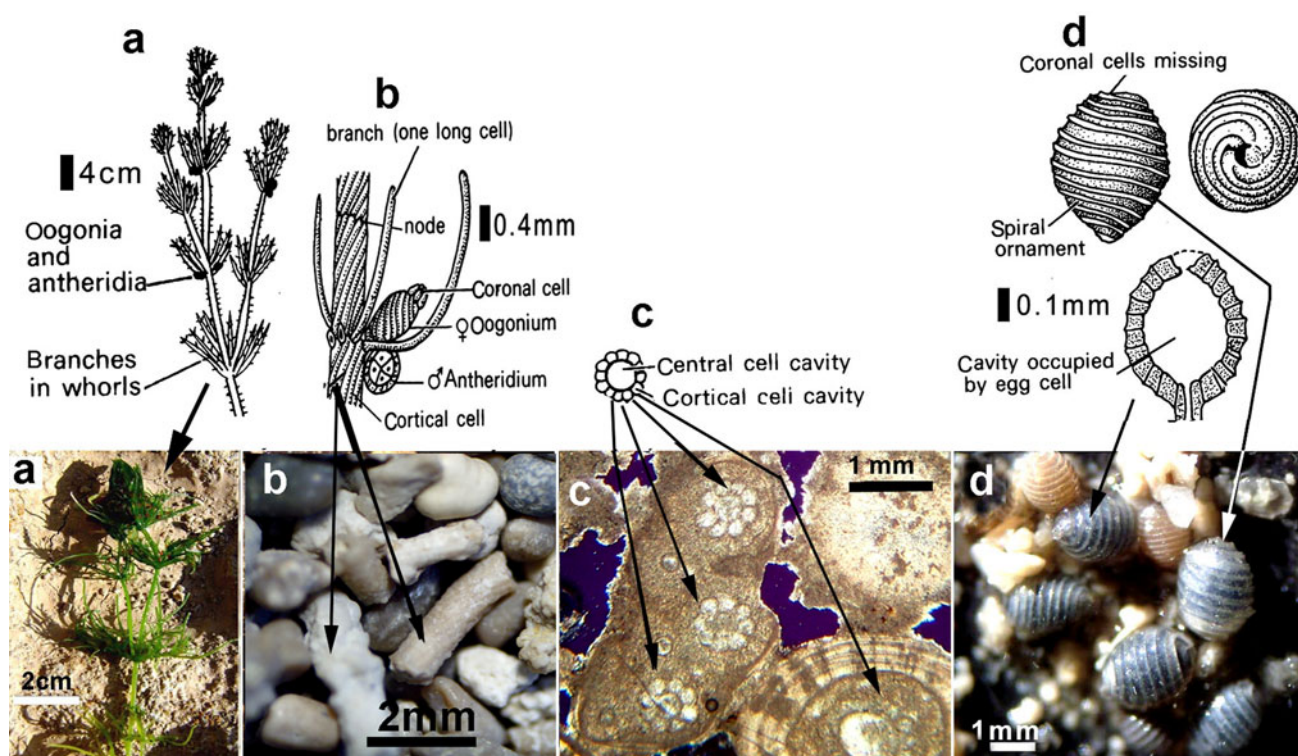 a
4cm
Oogonia
and
antheridia
Branches
in whorls
b
branch (one long cell)
node
0.4mm
Coronal cell
♀Oogonium
♂Antheridium
Cortical cell
c
Central cell cavity
Cortical celi cavity
d
Coronal cells missing
Spiral
ornament
0.1mm
Cavity occupied
by egg cell
a
2cm
b
2mm
c
1 mm
d
1 mm